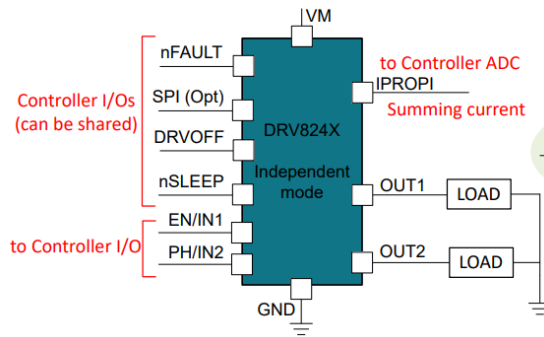 VM
nFAULT
to Controller ADC
IPROPI
Controller I/Os
(can be shared)
SPI (Opt)
Summing current
DRV824X
DRVOFF
Independent
mode
nSLEEP
OUT1
LOAD
EN/IN1
to Controller I/O
PH/IN2
OUT2
LOAD
GND